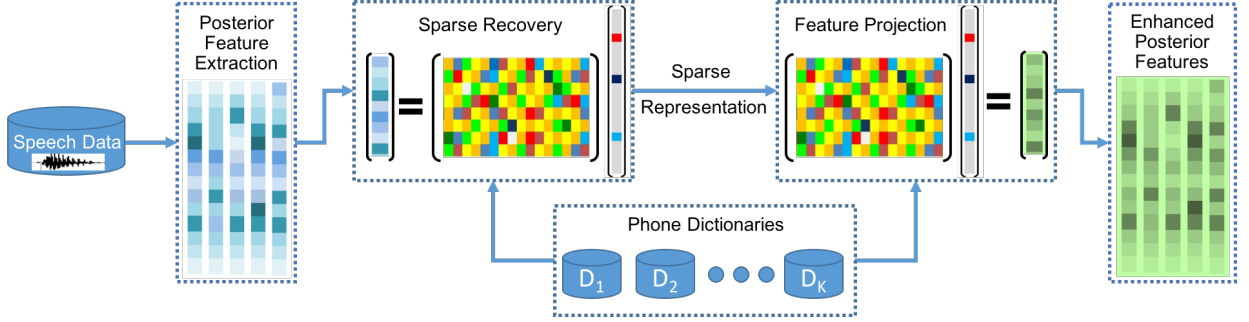 Speech Data
Posterior
Feature
Extraction
Sparse Recovery
=
Sparse
Representation
Feature Projection
=
Enhanced
Posterior
Features
Phone Dictionaries
D1 D2 DK